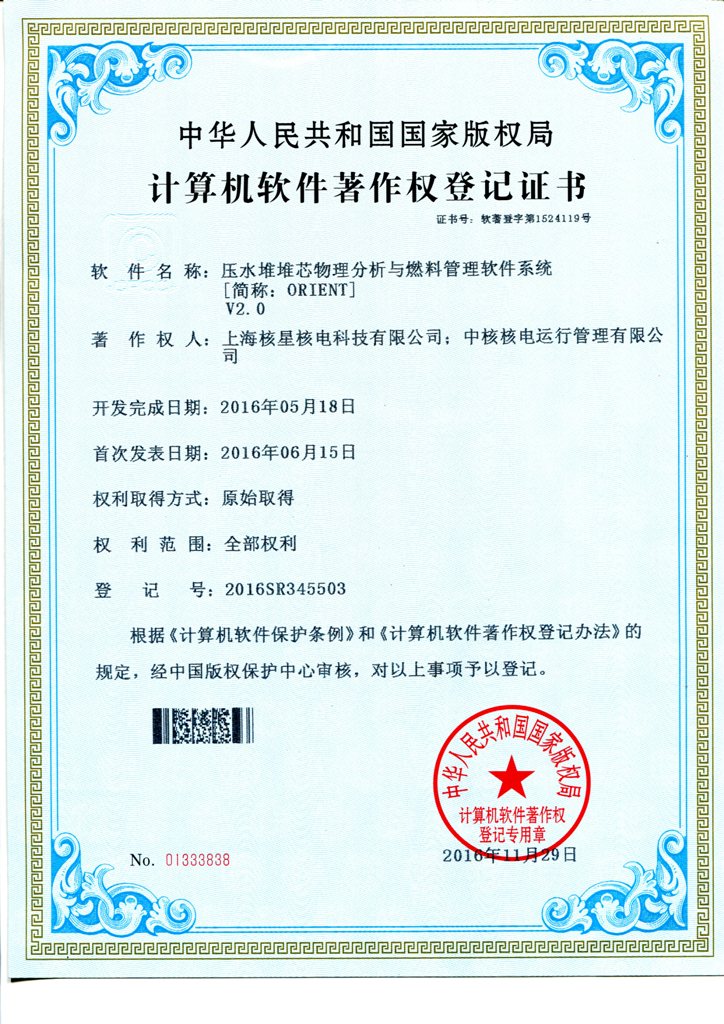 中华人民共和国国家版权局
计算机软件著作权登记证书
证书号：软著登字第1524119号
软件名称：压水堆堆芯物理分析与燃料管理软件系统
[简称：ORIENT]
V2.0
著作权人：上海核星核电科技有限公司；中核核电运行管理有限公
司
开发完成日期：2016年05月18日
首次发表日期：2016年06月15日
权利取得方式：原始取得
权利范围：全部权利
登记号：2016SR345503
根据《计算机软件保护条例》和《计算机软件著作权登记办法》的
规定，经中国版权保护中心审核，对以上事项予以登记。
中华人民共和国国家版权局
计算机软件著作权
登记专用章
No. 01333838
2016年11月29日